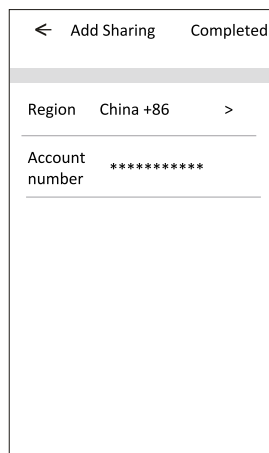 ← Add Sharing Completed
Region China +86 >
Account
number ***********